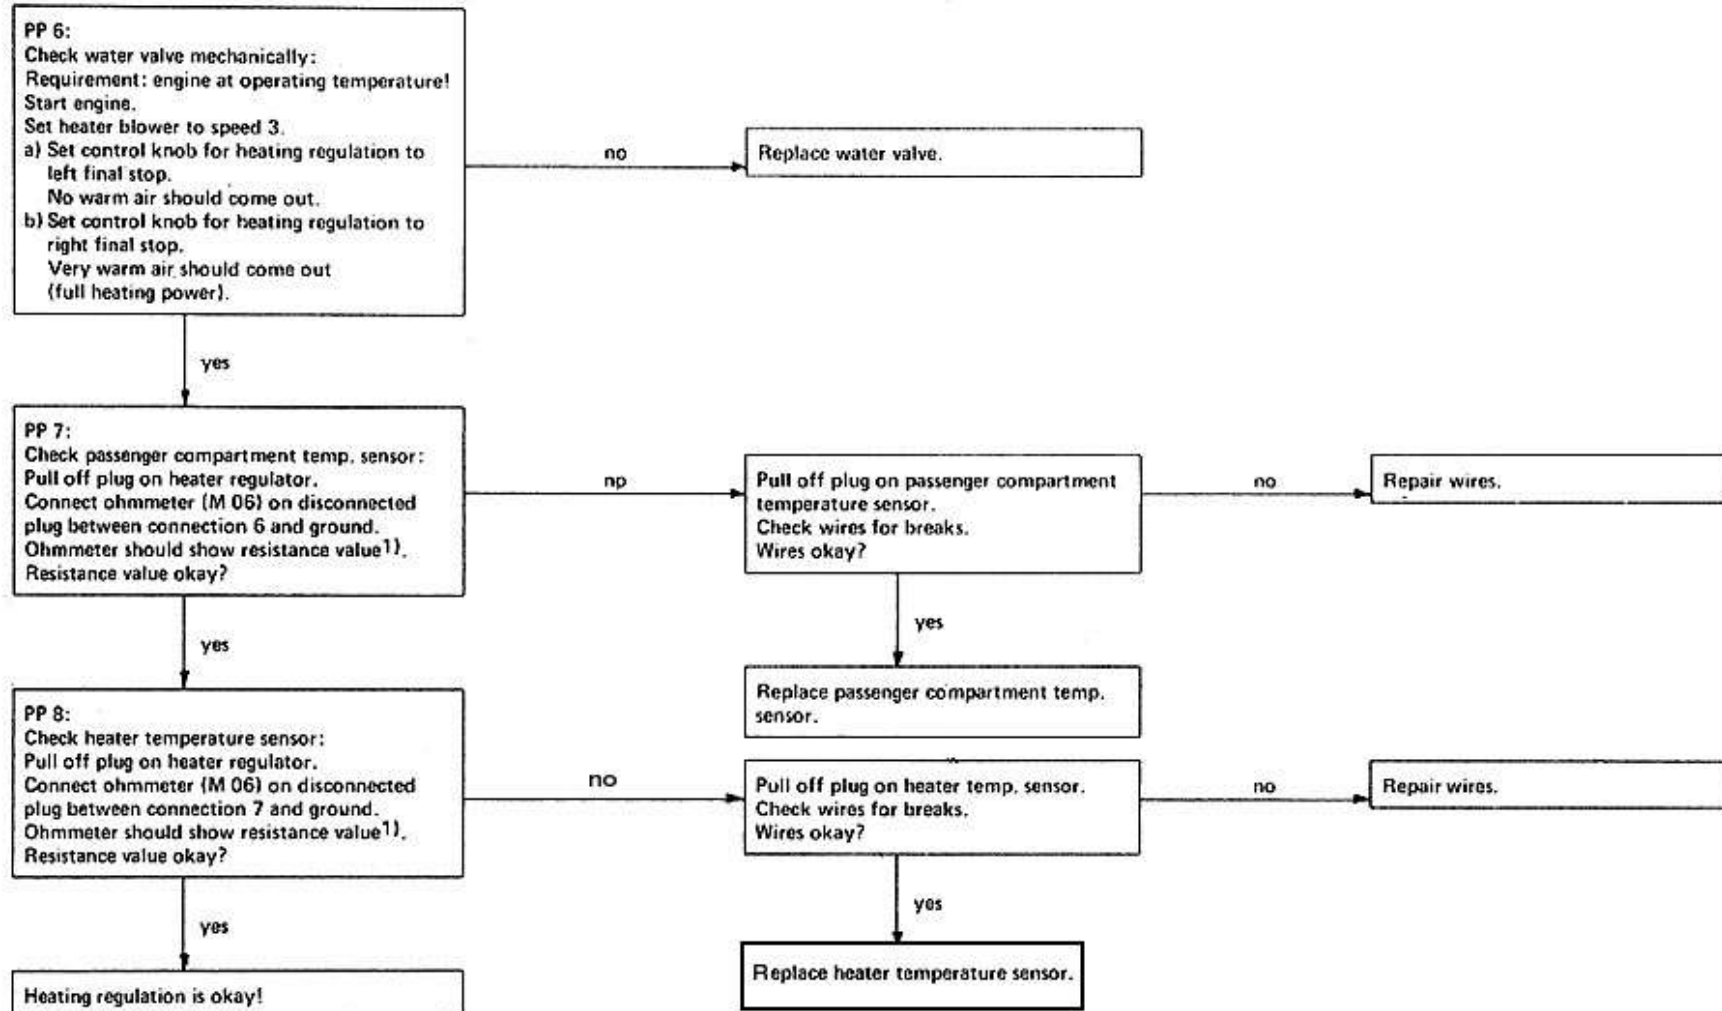 PP 6:
Check water valve mechanically:
Requirement: engine at operating temperature!
Start engine.
Set heater blower to speed 3.
a) Set control knob for heating regulation to
left final stop.
No warm air should come out.
b) Set control knob for heating regulation to
right final stop.
Very warm air should come out
(full heating power).
no
Replace water valve.
yes
PP 7:
Check passenger compartment temp. sensor:
Pull off plug on heater regulator.
Connect ohmmeter (M 06) on disconnected
plug between connection 6 and ground.
Ohmmeter should show resistance value1).
Resistance value okay?
no
Pull off plug on passenger compartment
temperature sensor.
Check wires for breaks.
Wires okay?
no
Repair wires.
yes
yes
Replace passenger compartment temp.
sensor.
PP 8:
Check heater temperature sensor:
Pull off plug on heater regulator.
Connect ohmmeter (M 06) on disconnected
plug between connection 7 and ground.
Ohmmeter should show resistance value1).
Resistance value okay?
no
Pull off plug on heater temp. sensor.
Check wires for breaks.
Wires okay?
no
Repair wires.
yes
yes
Replace heater temperature sensor.
Heating regulation is okay!